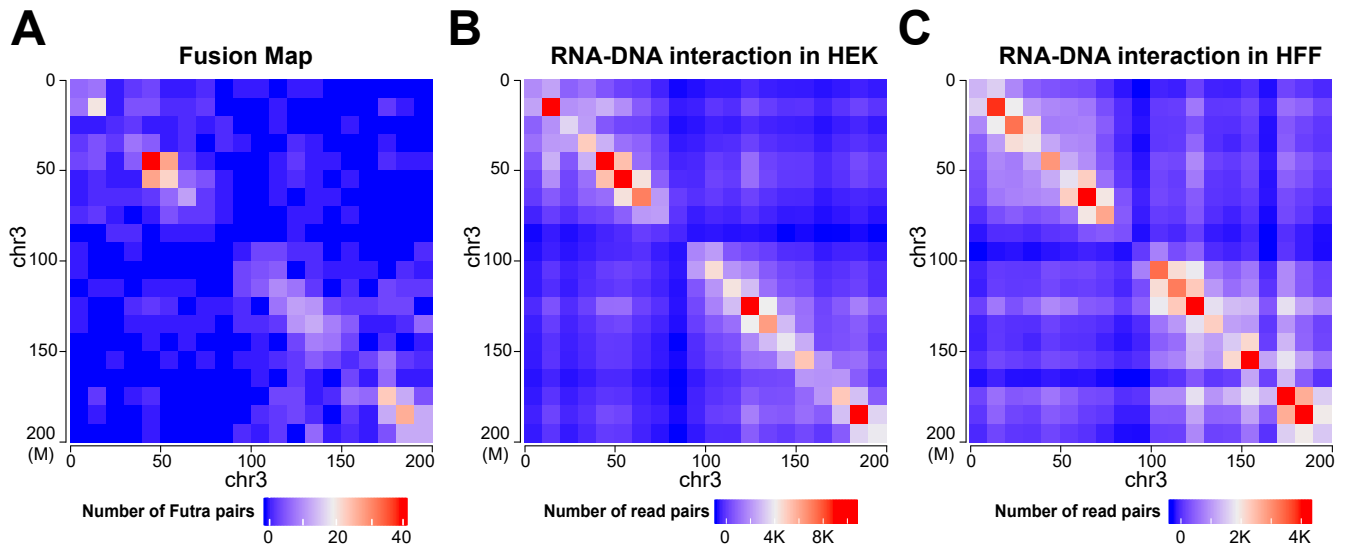 A
Fusion Map
0
50
100
150
200
(M)
chr3
0
50
100
150
200
chr3
Number of Futra pairs
0
20
40
B
RNA-DNA interaction in HEK
0
50
100
150
200
(M)
chr3
0
50
100
150
200
chr3
Number of read pairs
0
4K
8K
C
RNA-DNA interaction in HFF
0
50
100
150
200
(M)
chr3
0
50
100
150
200
chr3
Number of read pairs
0
2K
4K